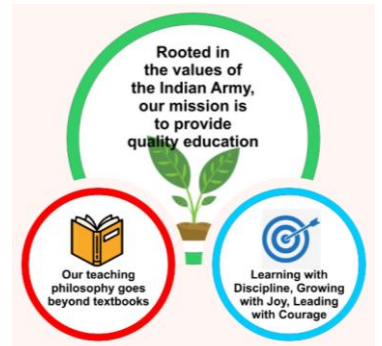 Rooted in
the values of
the Indian Army,
our mission is
to provide
quality education
Our teaching
philosophy goes
beyond textbooks
Learning with
Discipline, Growing
with Joy, Leading
with Courage